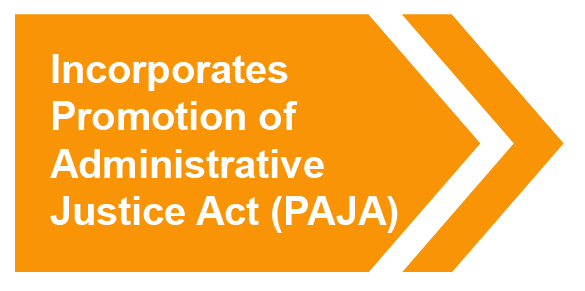 Incorporates
Promotion of
Administrative
Justice Act (PAJA)